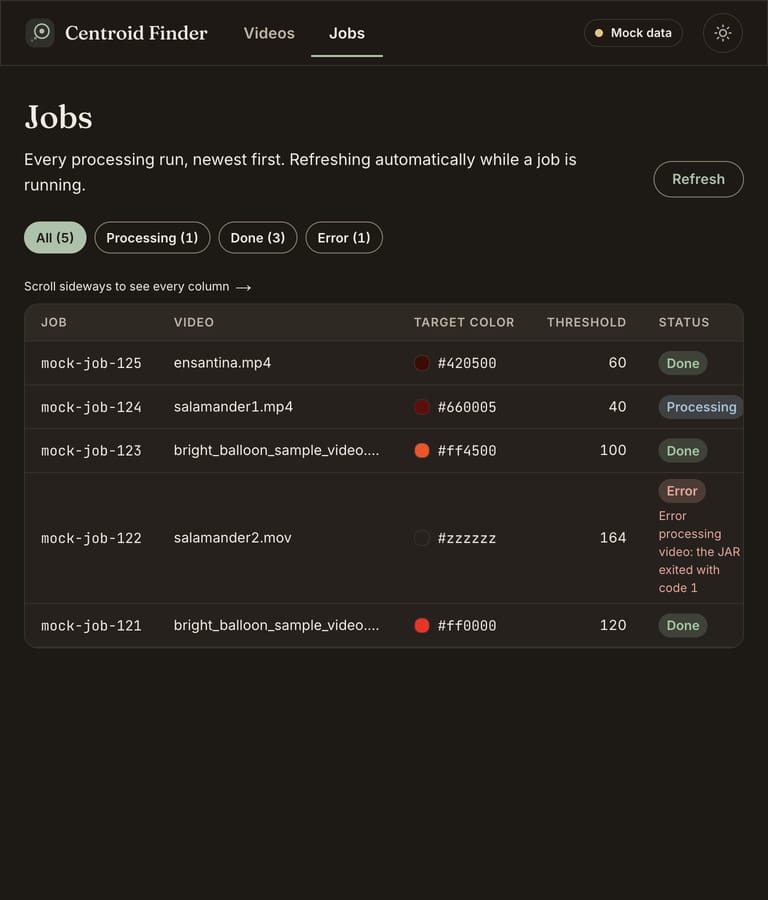 Centroid Finder Videos Jobs Mock data
Jobs
Every processing run, newest first. Refreshing automatically while a job is
running.
Refresh
All (5) Processing (1) Done (3) Error (1)
Scroll sideways to see every column →
JOB VIDEO TARGET COLOR THRESHOLD STATUS
mock-job-125 ensantina.mp4 #420500 60 Done
mock-job-124 salamander1.mp4 #660005 40 Processing
mock-job-123 bright_balloon_sample_video.... #ff4500 100 Done
mock-job-122 salamander2.mov #zzzzzz 164 Error
Error
processing
video: the JAR
exited with
code 1
mock-job-121 bright_balloon_sample_video.... #ff0000 120 Done